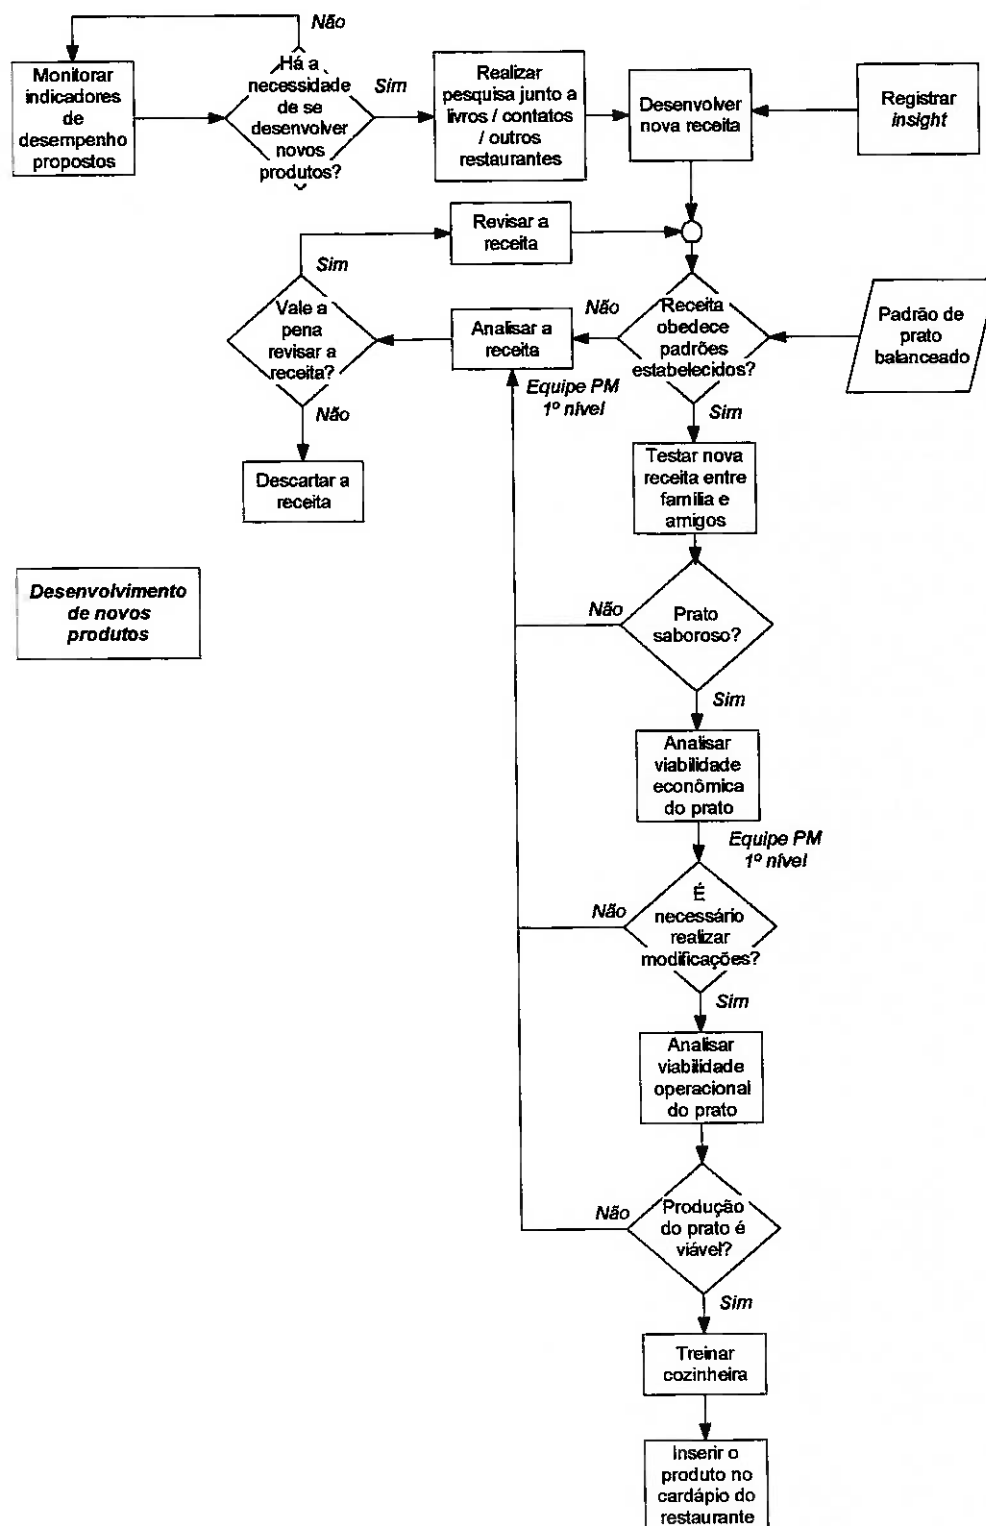 Não
Monitorar
indicadores
de
desempenho
propostos
Há a
necessidade
de se
desenvolver
novos
produtos?
Sim
Realizar
pesquisa junto a
livros / contatos
/ outros
restaurantes
Desenvolver
nova receita
Registrar
insight
Revisar a
receita
Sim
Vale a
pena
revisar a
receita?
Não
Analisar a
receita
Equipe PM
1º nível
Não
Receita
obedece
padrões
estabelecidos?
Padrão de
prato
balanceado
Sim
Descartar a
receita
Testar nova
receita entre
família e
amigos
Desenvolvimento
de novos
produtos
Não
Prato
saboroso?
Sim
Analisar
viabilidade
econômica
do prato
Equipe PM
1º nível
Não
É
necessário
realizar
modificações?
Sim
Analisar
viabilidade
operacional
do prato
Não
Produção
do prato é
viável?
Sim
Treinar
cozinheira
Inserir o
produto no
cardápio do
restaurante